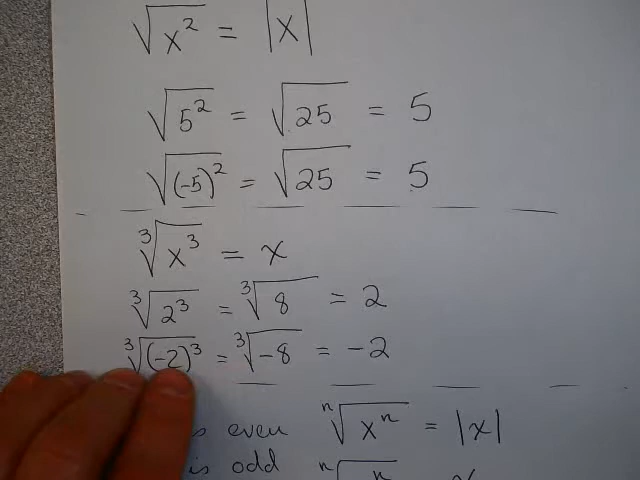 √x² = |x|
√5² = √25 = 5
√(-5)² = √25 = 5
∛x³ = x
∛2³ = ∛8 = 2
∛(-2)³ = ∛-8 = -2
s even ⁿ√xⁿ = |x|
is odd ⁿ√ⁿ